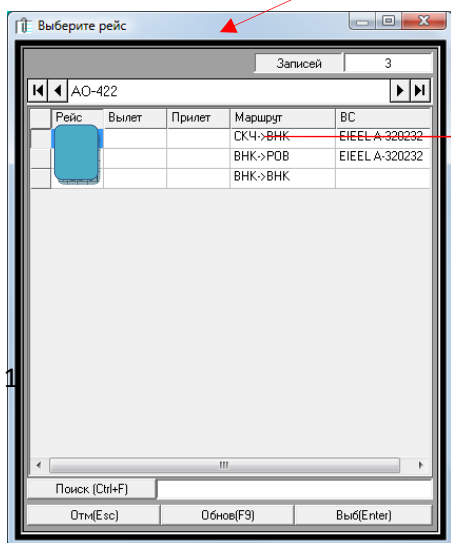 Выберите рейс
Записей 3
АО-422
Рейс Вылет Прилет Маршрут ВС
СКЧ->ВНК EIEEL A-320232
ВНК->РОВ EIEEL A-320232
ВНК->ВНК
1
Поиск (Ctrl+F)
Отм(Esc) Обнов(F9) Выб(Enter)